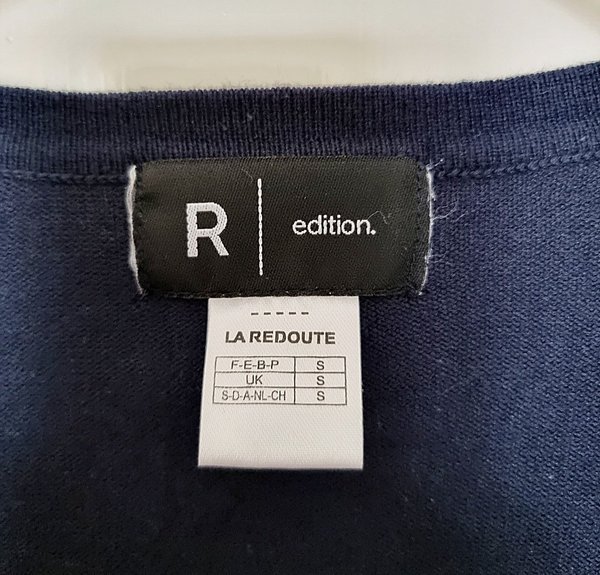 R | edition.
-----
LA REDOUTE
F-E-B-P S
UK S
S-D-A-NL-CH S